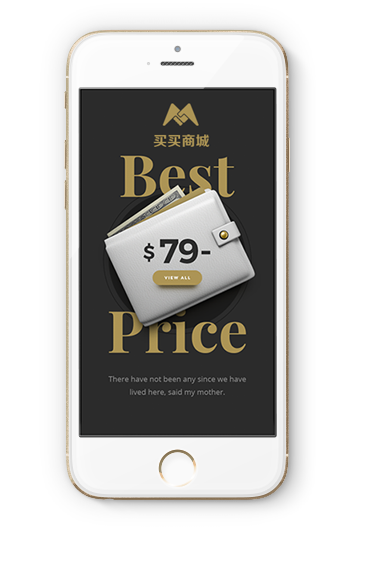 买买商城
Best
$79-
VIEW ALL
Price
There have not been any since we have
lived here, said my mother.